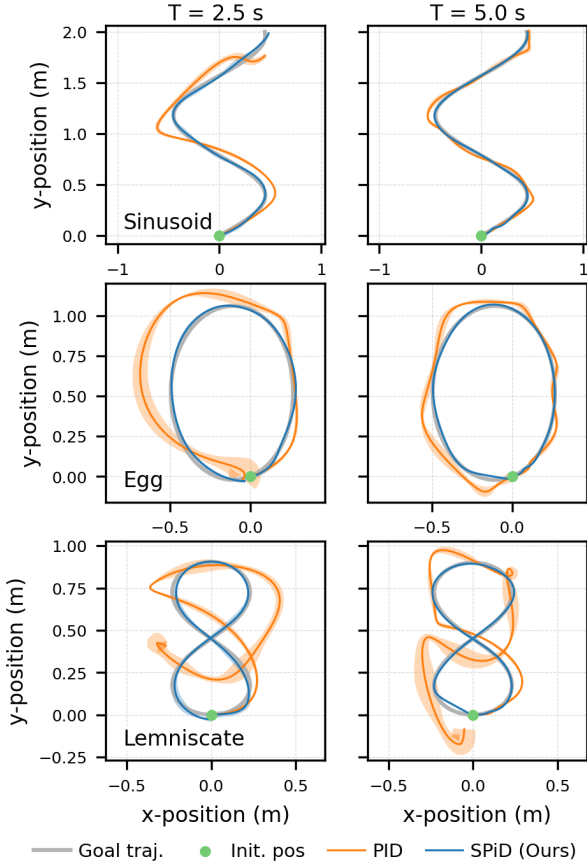 T = 2.5 s
T = 5.0 s
2.0
1.5
1.0
0.5
0.0
y-position (m)
Sinusoid
−1
0
1
−1
0
1
1.00
0.75
0.50
0.25
0.00
y-position (m)
Egg
−0.5
0.0
−0.5
0.0
1.00
0.75
0.50
0.25
0.00
−0.25
y-position (m)
Lemniscate
−0.5
0.0
0.5
−0.5
0.0
0.5
x-position (m)
x-position (m)
Goal traj.
Init. pos
PID
SPiD (Ours)